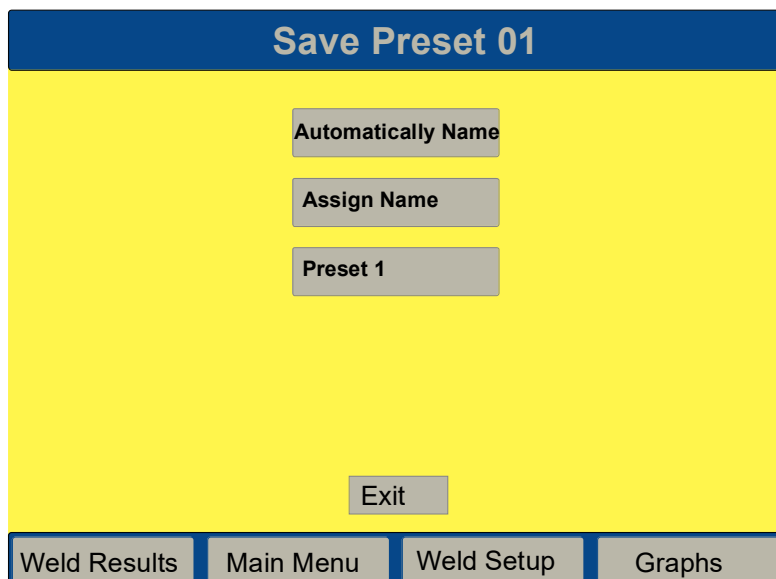 Save Preset 01
Automatically Name
Assign Name
Preset 1
Exit
Weld Results Main Menu Weld Setup Graphs